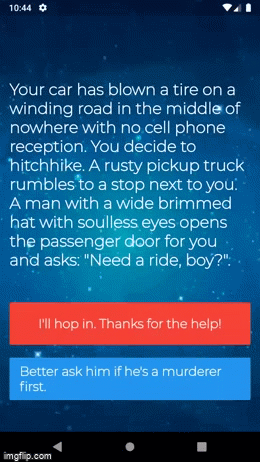 10:44
Your car has blown a tire on a
winding road in the middle of
nowhere with no cell phone
reception. You decide to
hitchhike. A rusty pickup truck
rumbles to a stop next to you.
A man with a wide brimmed
hat with soulless eyes opens
the passenger door for you
and asks: "Need a ride, boy?".
I'll hop in. Thanks for the help!
Better ask him if he's a murderer
first.
imgflip.com